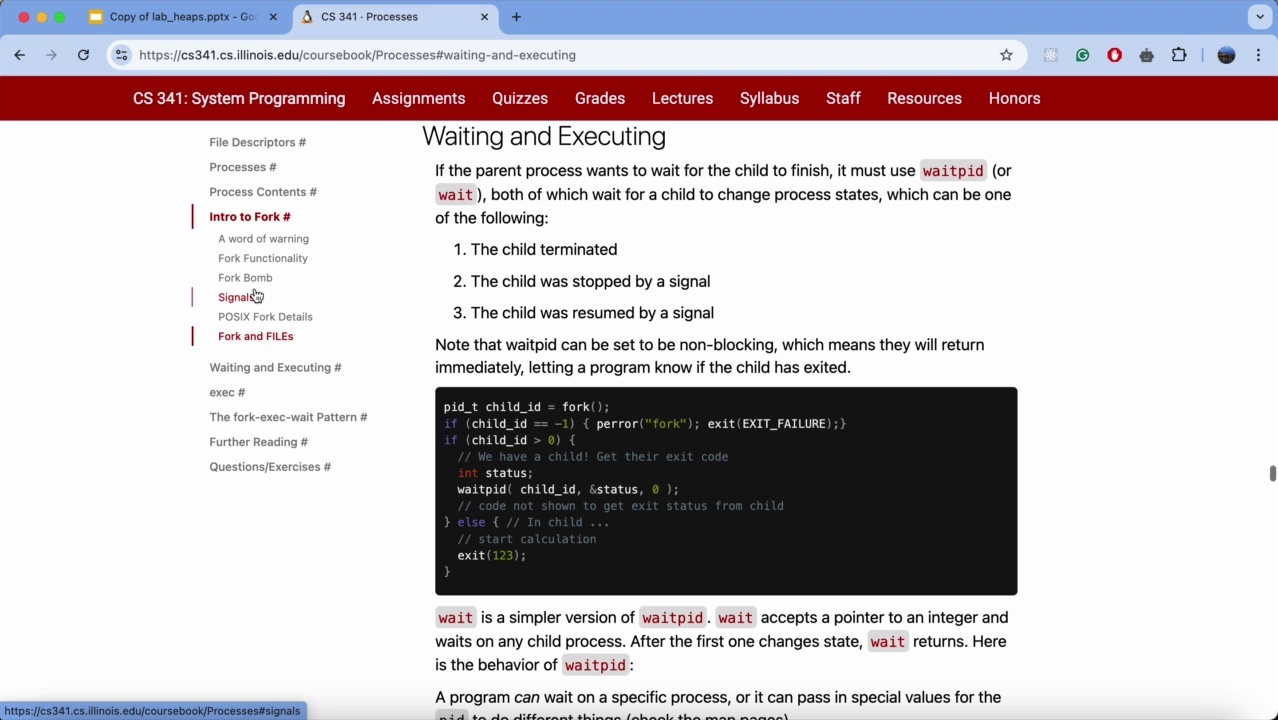 Copy of lab_heaps.pptx - Goo
CS 341 · Processes
https://cs341.cs.illinois.edu/coursebook/Processes#waiting-and-executing
CS 341: System Programming Assignments Quizzes Grades Lectures Syllabus Staff Resources Honors
File Descriptors #
Processes #
Process Contents #
Intro to Fork #
A word of warning
Fork Functionality
Fork Bomb
Signals
POSIX Fork Details
Fork and FILEs
Waiting and Executing #
exec #
The fork-exec-wait Pattern #
Further Reading #
Questions/Exercises #
Waiting and Executing
If the parent process wants to wait for the child to finish, it must use waitpid (or
wait ), both of which wait for a child to change process states, which can be one
of the following:
1. The child terminated
2. The child was stopped by a signal
3. The child was resumed by a signal
Note that waitpid can be set to be non-blocking, which means they will return
immediately, letting a program know if the child has exited.
pid_t child_id = fork();
if (child_id == -1) { perror("fork"); exit(EXIT_FAILURE);}
if (child_id > 0) {
// We have a child! Get their exit code
int status;
waitpid( child_id, &status, 0 );
// code not shown to get exit status from child
} else { // In child ...
// start calculation
exit(123);
}
wait is a simpler version of waitpid. wait accepts a pointer to an integer and
waits on any child process. After the first one changes state, wait returns. Here
is the behavior of waitpid:
A program can wait on a specific process, or it can pass in special values for the
pid to do different things (check the man pages).
https://cs341.cs.illinois.edu/coursebook/Processes#signals